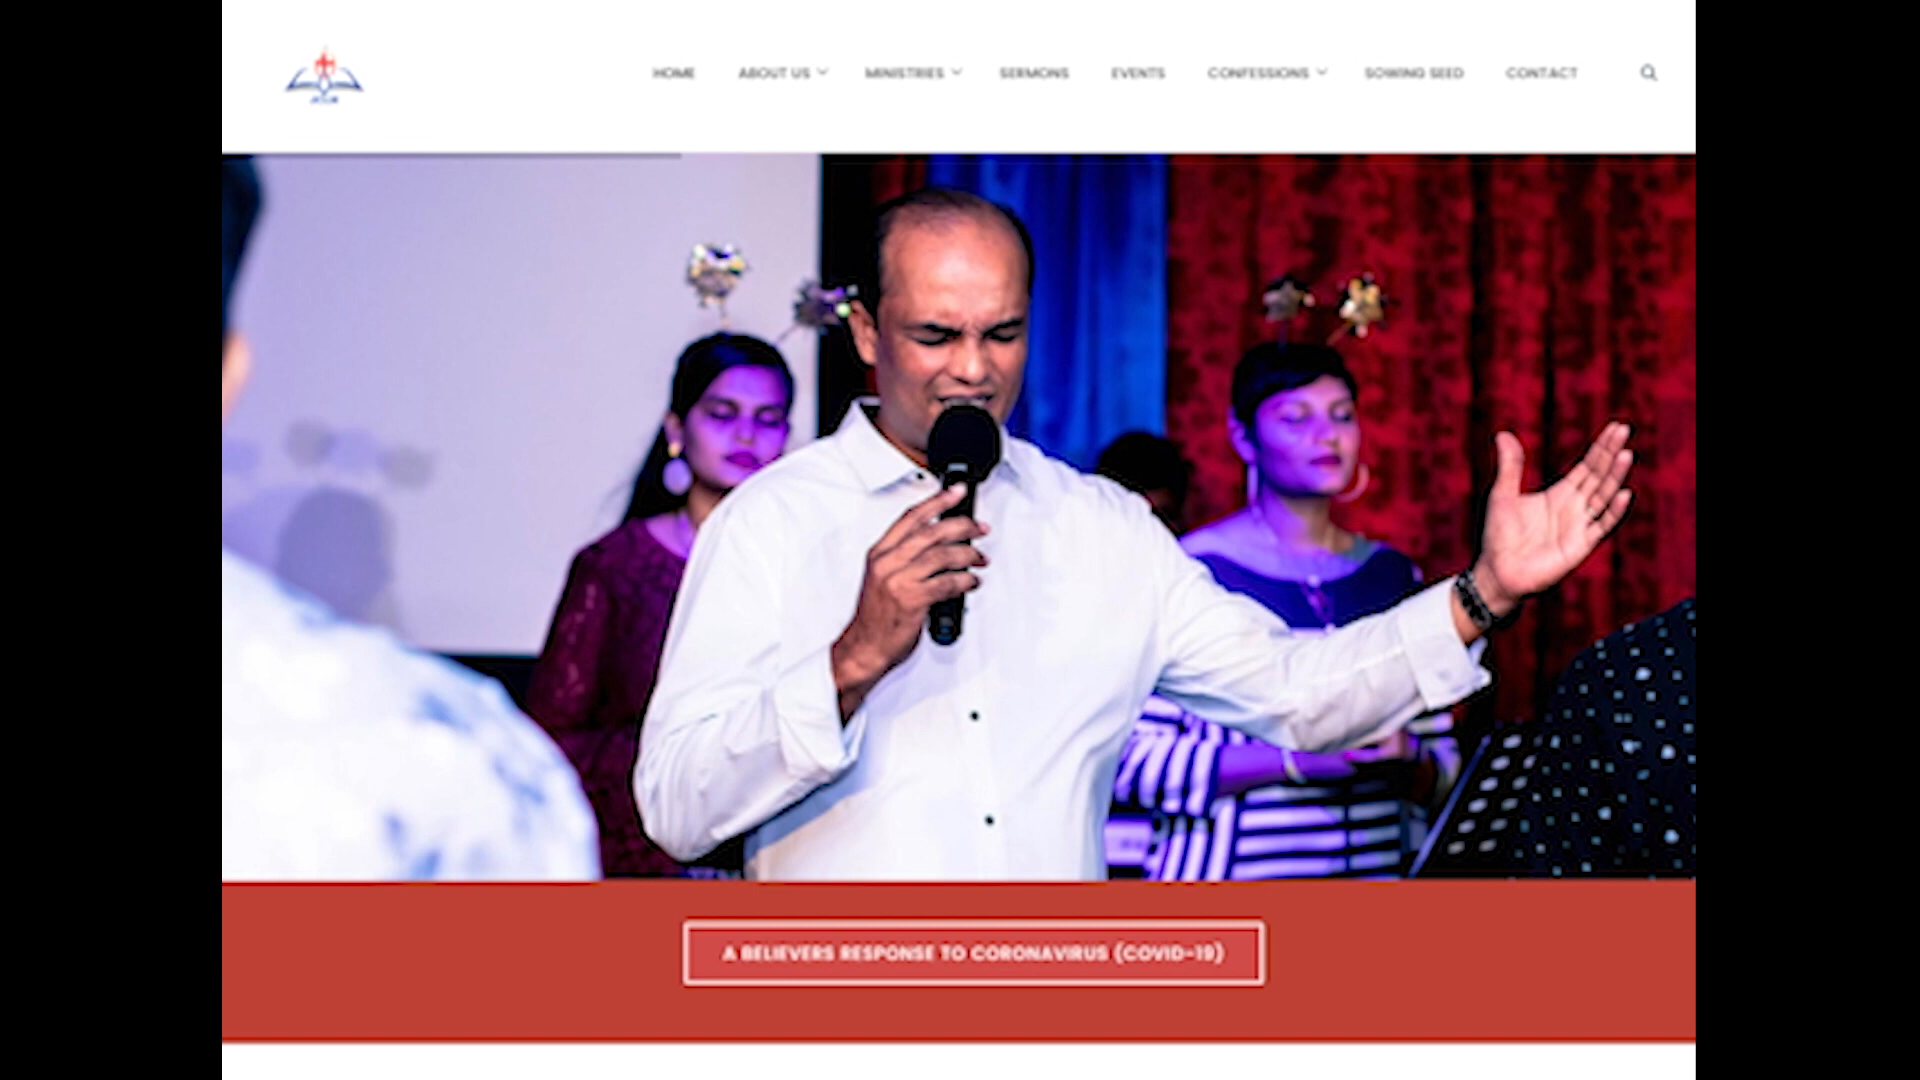 HOME ABOUT US MINISTRIES SERMONS EVENTS CONFESSIONS SOWING SEED CONTACT
A BELIEVERS RESPONSE TO CORONAVIRUS (COVID-19)